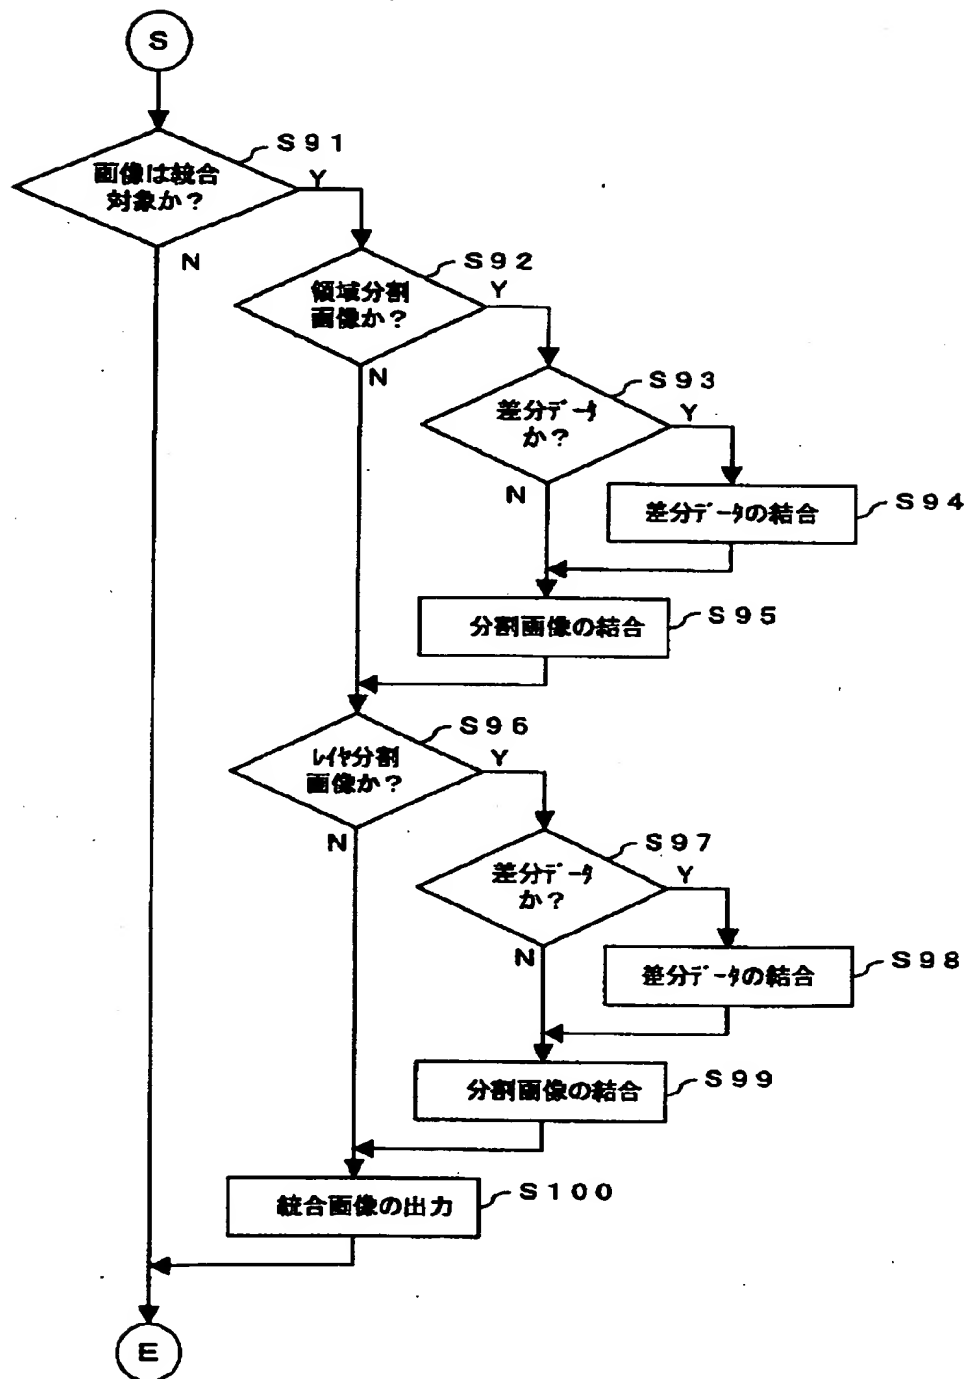 S
S91
画像は統合
対象か？
Y
N
S92
領域分割
画像か？
Y
N
S93
差分データ
か？
Y
N
S94
差分データの結合
S95
分割画像の結合
S96
レイヤ分割
画像か？
Y
N
S97
差分データ
か？
Y
N
S98
差分データの結合
S99
分割画像の結合
S100
統合画像の出力
E